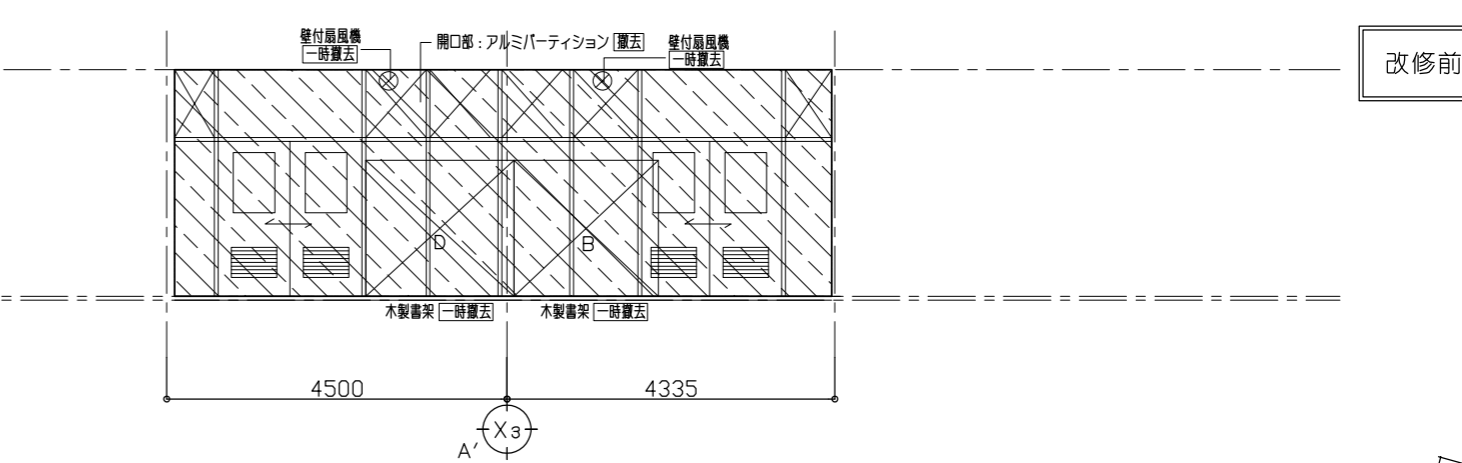 壁付扇風機
一時撤去
開口部：アルミパーティション 撤去
壁付扇風機
一時撤去
改修前
D
B
木製書架 一時撤去
木製書架 一時撤去
4500
4335
X3
A′